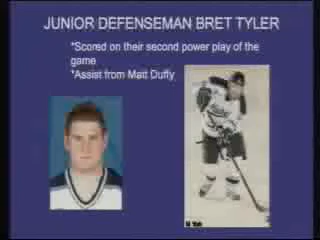 JUNIOR DEFENSEMAN BRET TYLER
*Scored on their second power play of the
game
*Assist from Matt Duffy